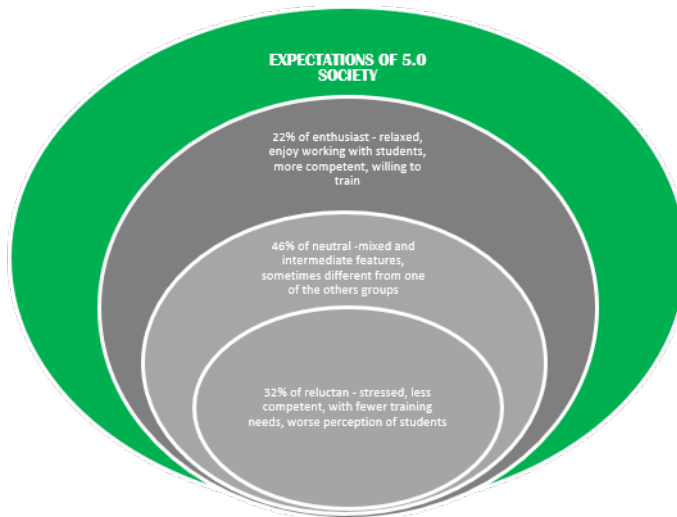 EXPECTATIONS OF 5.0
SOCIETY
22% of enthusiast - relaxed,
enjoy working with students,
more competent, willing to
train
46% of neutral -mixed and
intermediate features,
sometimes different from one
of the others groups
32% of reluctan - stressed, less
competent, with fewer training
needs, worse perception of students